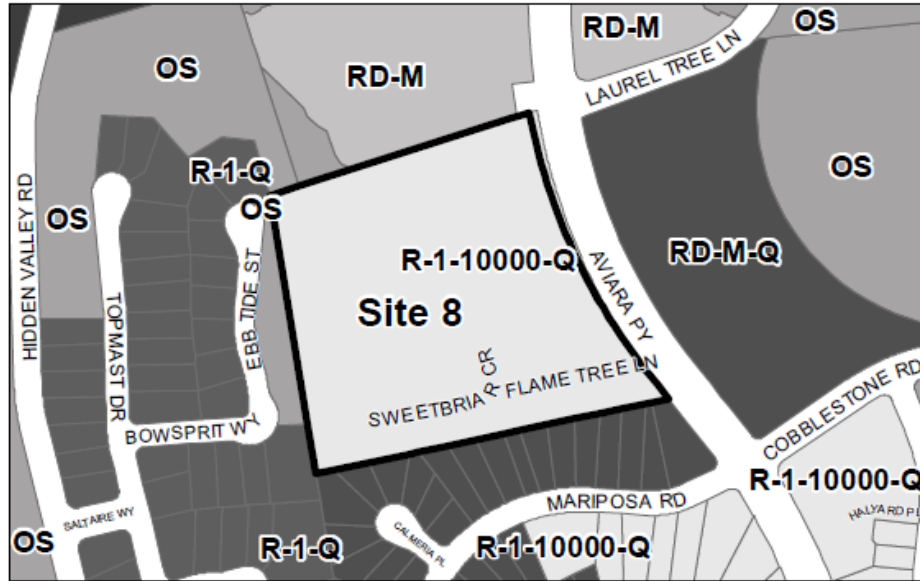 RD-M
OS
OS
RD-M
LAUREL TREE LN
R-1-Q
OS
OS
OS
HIDDEN VALLEY RD
R-1-10000-Q
RD-M-Q
AVIARA PY
EBB TIDE ST
TOPMAST DR
Site 8
SWEETBRIAR CR
FLAME TREE LN
COBBLESTONE RD
BOWSPRIT WY
R-1-10000-Q
MARIPOSA RD
HALYARD PL
SALTAIRE WY
CALMERIA PL
OS
R-1-Q
R-1-10000-Q